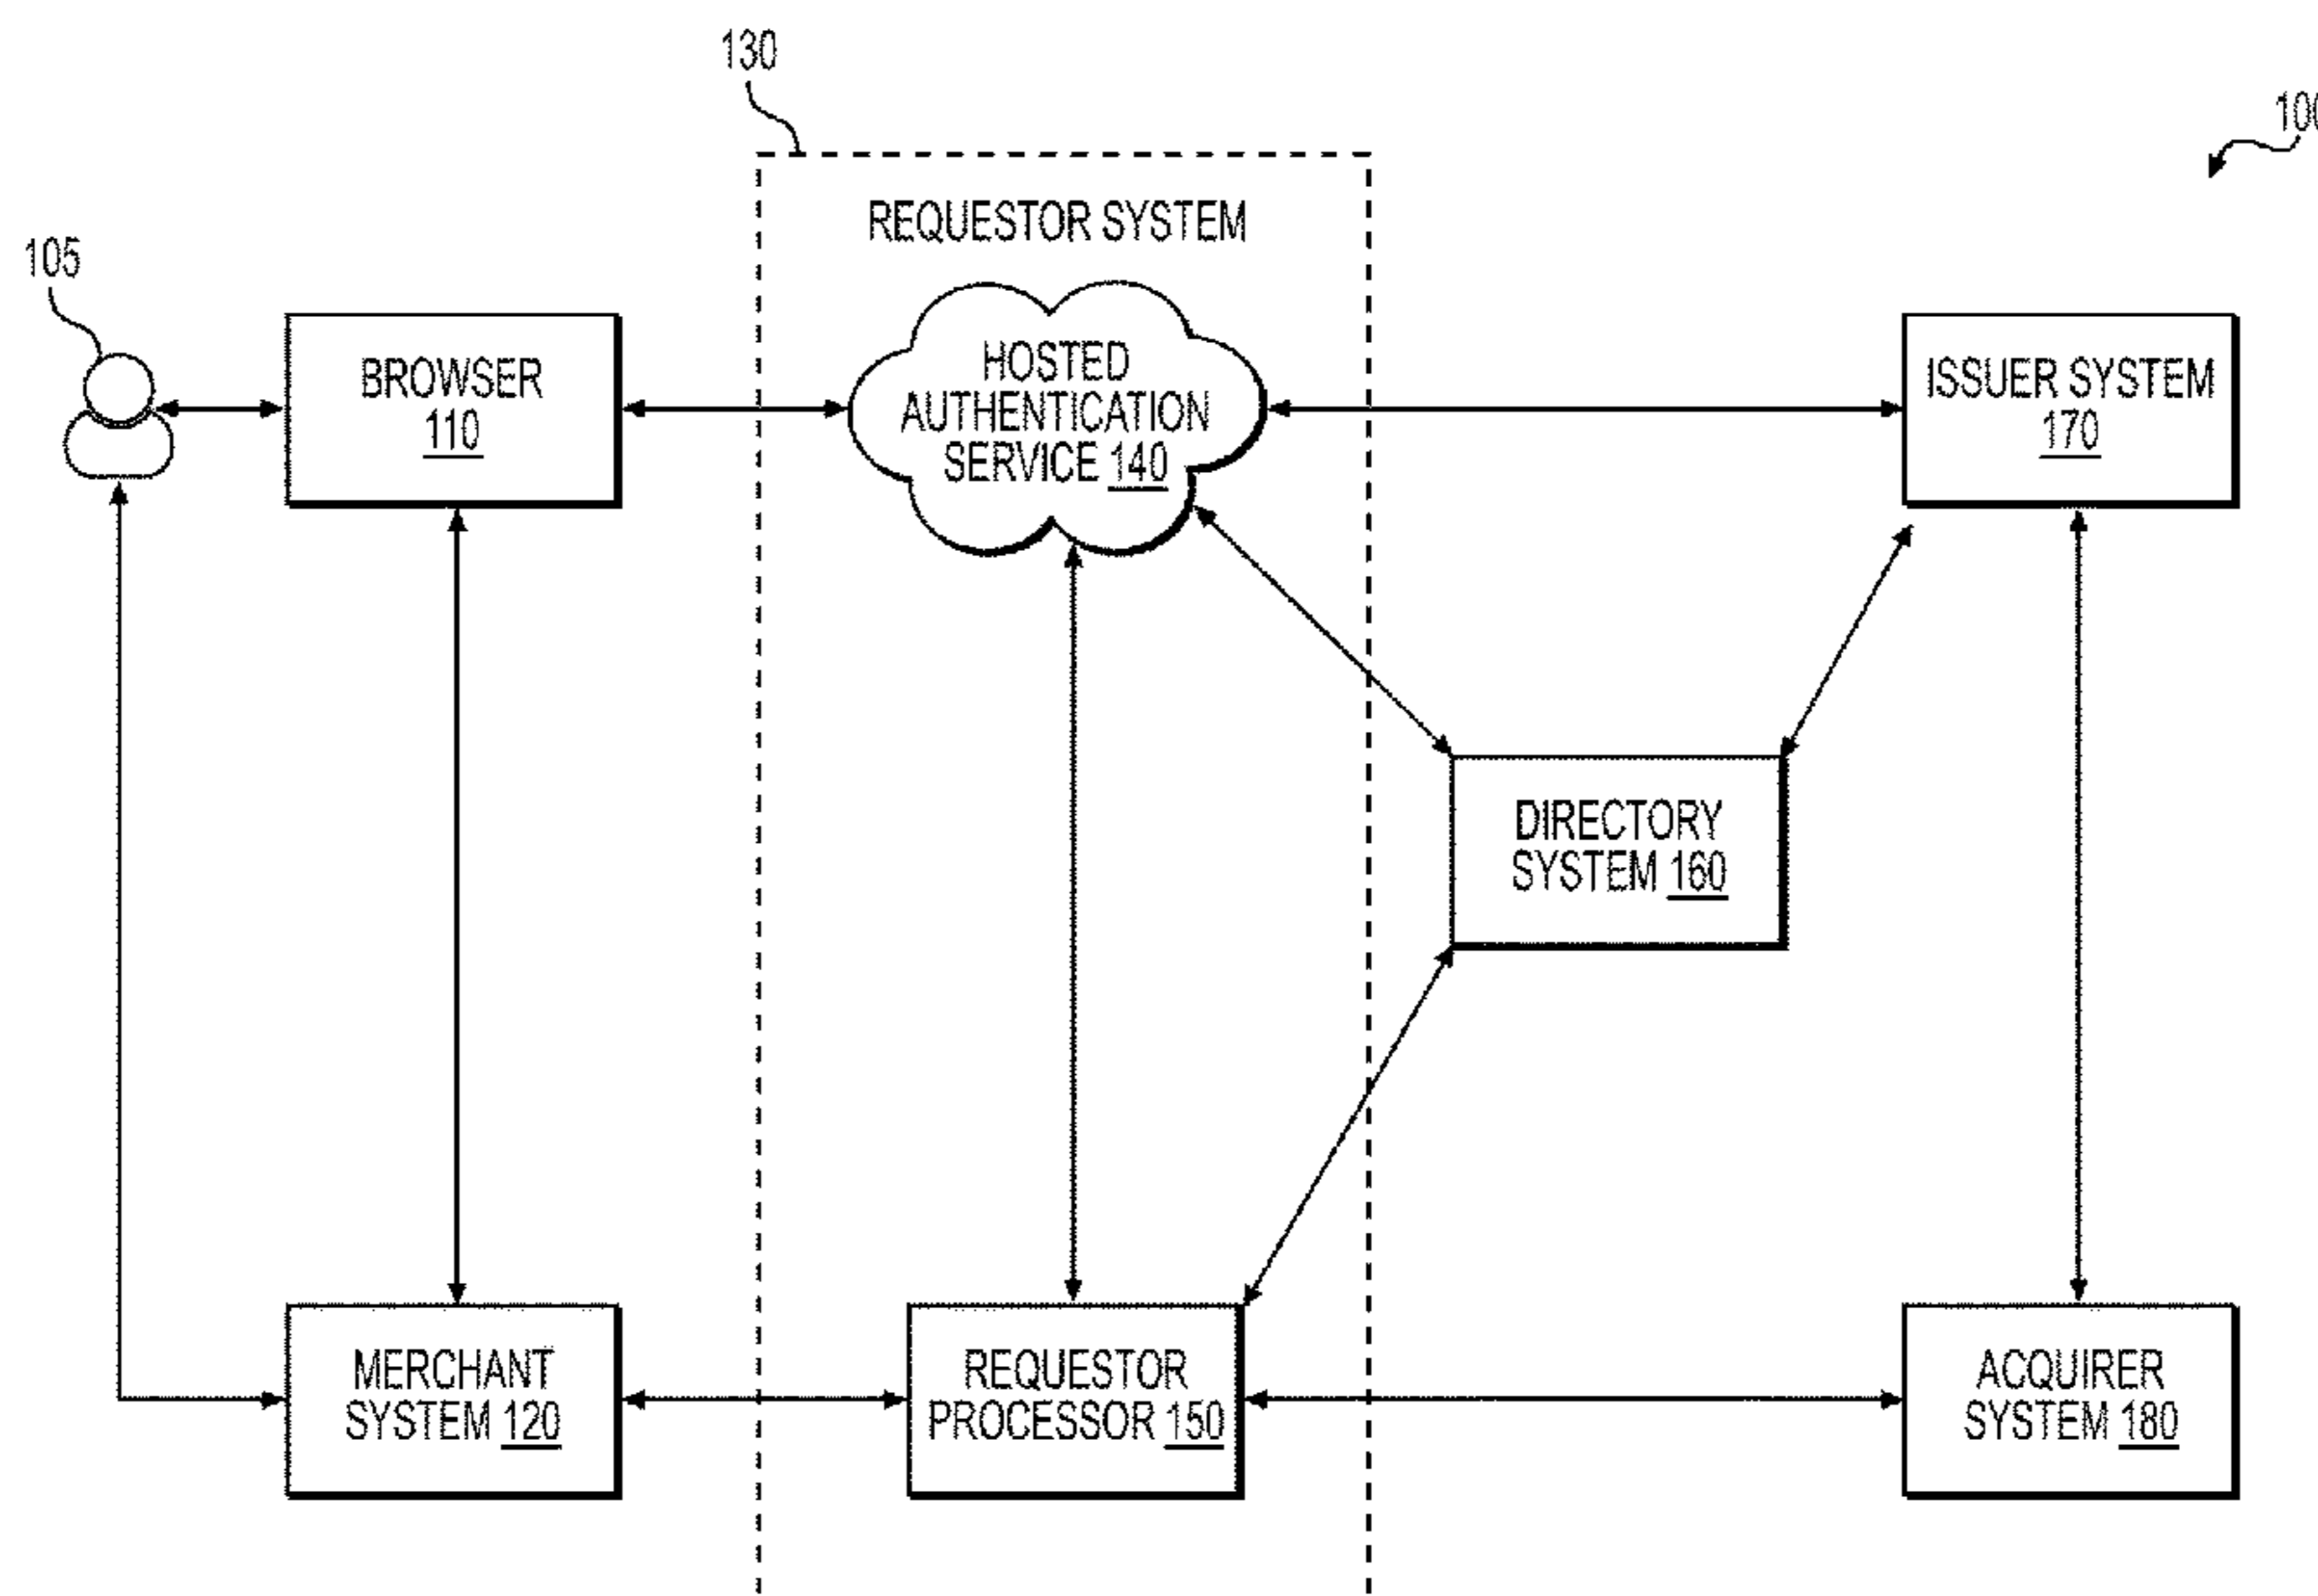 130
100
REQUESTOR SYSTEM
105
BROWSER
110
HOSTED
AUTHENTICATION
SERVICE 140
ISSUER SYSTEM
170
DIRECTORY
SYSTEM 160
MERCHANT
SYSTEM 120
REQUESTOR
PROCESSOR 150
ACQUIRER
SYSTEM 180